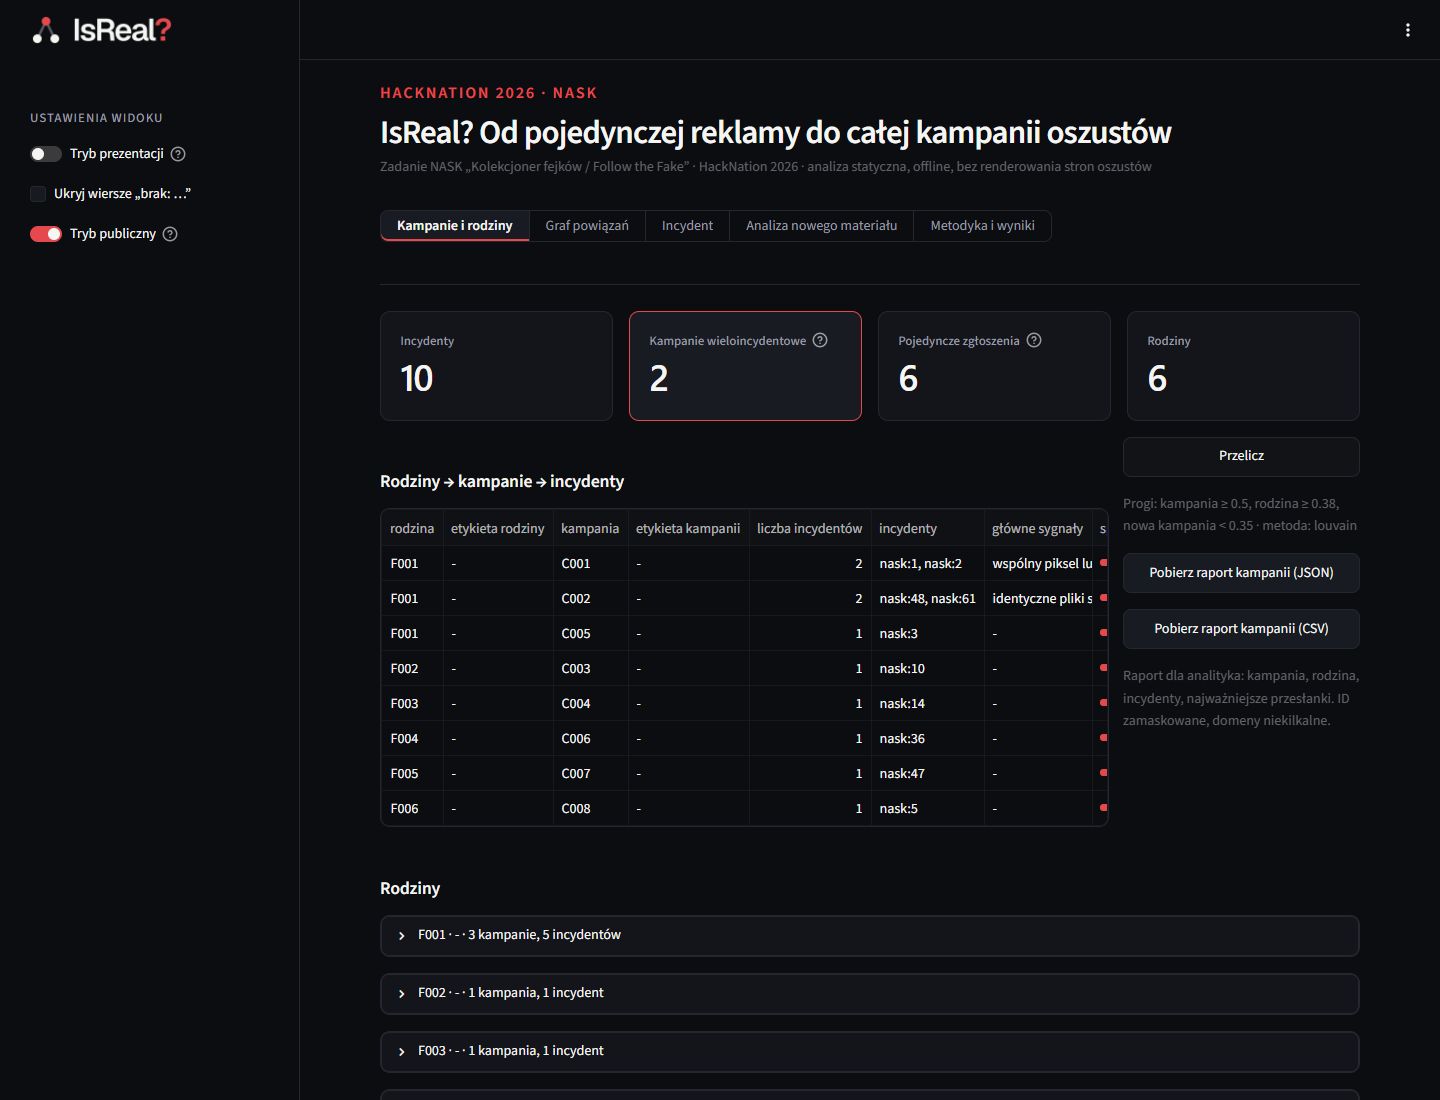 IsReal?
USTAWIENIA WIDOKU
Tryb prezentacji
Ukryj wiersze „brak: …”
Tryb publiczny
HACKNATION 2026 · NASK
IsReal? Od pojedynczej reklamy do całej kampanii oszustów
Zadanie NASK „Kolekcjoner fejków / Follow the Fake” · HackNation 2026 · analiza statyczna, offline, bez renderowania stron oszustów
Kampanie i rodziny Graf powiązań Incydent Analiza nowego materiału Metodyka i wyniki
Incydenty Kampanie wieloincydentowe Pojedyncze zgłoszenia Rodziny
10 2 6 6
Przelicz
Progi: kampania ≥ 0.5, rodzina ≥ 0.38,
nowa kampania < 0.35 · metoda: louvain
Pobierz raport kampanii (JSON)
Pobierz raport kampanii (CSV)
Raport dla analityka: kampania, rodzina,
incydenty, najważniejsze przesłanki. ID
zamaskowane, domeny nieklikalne.
Rodziny → kampanie → incydenty
rodzina etykieta rodziny kampania etykieta kampanii liczba incydentów incydenty główne sygnały s
F001 - C001 - 2 nask:1, nask:2 wspólny piksel lu
F001 - C002 - 2 nask:48, nask:61 identyczne pliki s
F001 - C005 - 1 nask:3 -
F002 - C003 - 1 nask:10 -
F003 - C004 - 1 nask:14 -
F004 - C006 - 1 nask:36 -
F005 - C007 - 1 nask:47 -
F006 - C008 - 1 nask:5 -
Rodziny
F001 · - · 3 kampanie, 5 incydentów
F002 · - · 1 kampania, 1 incydent
F003 · - · 1 kampania, 1 incydent